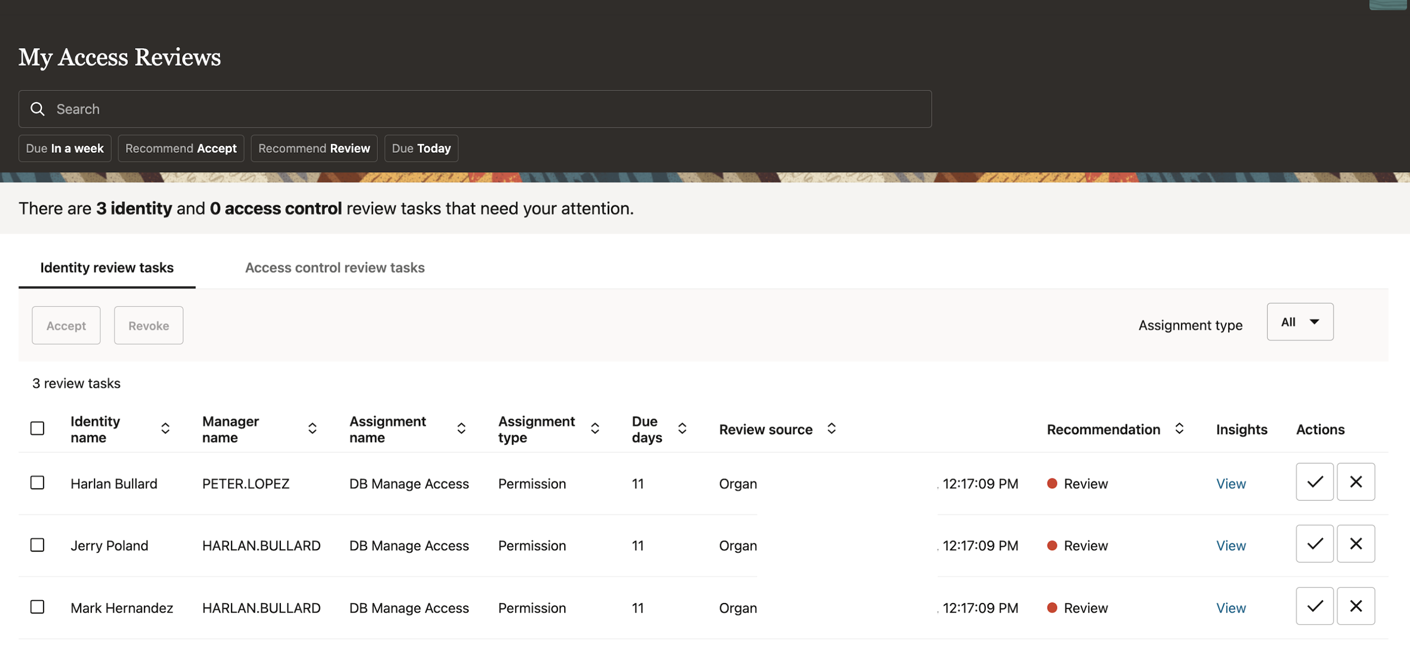 My Access Reviews
Search
Due In a week Recommend Accept Recommend Review Due Today
There are 3 identity and 0 access control review tasks that need your attention.
Identity review tasks Access control review tasks
Accept Revoke Assignment type All
3 review tasks
Identity name Manager name Assignment name Assignment type Due days Review source Recommendation Insights Actions
Harlan Bullard PETER.LOPEZ DB Manage Access Permission 11 Organ . 12:17:09 PM Review View
Jerry Poland HARLAN.BULLARD DB Manage Access Permission 11 Organ . 12:17:09 PM Review View
Mark Hernandez HARLAN.BULLARD DB Manage Access Permission 11 Organ . 12:17:09 PM Review View